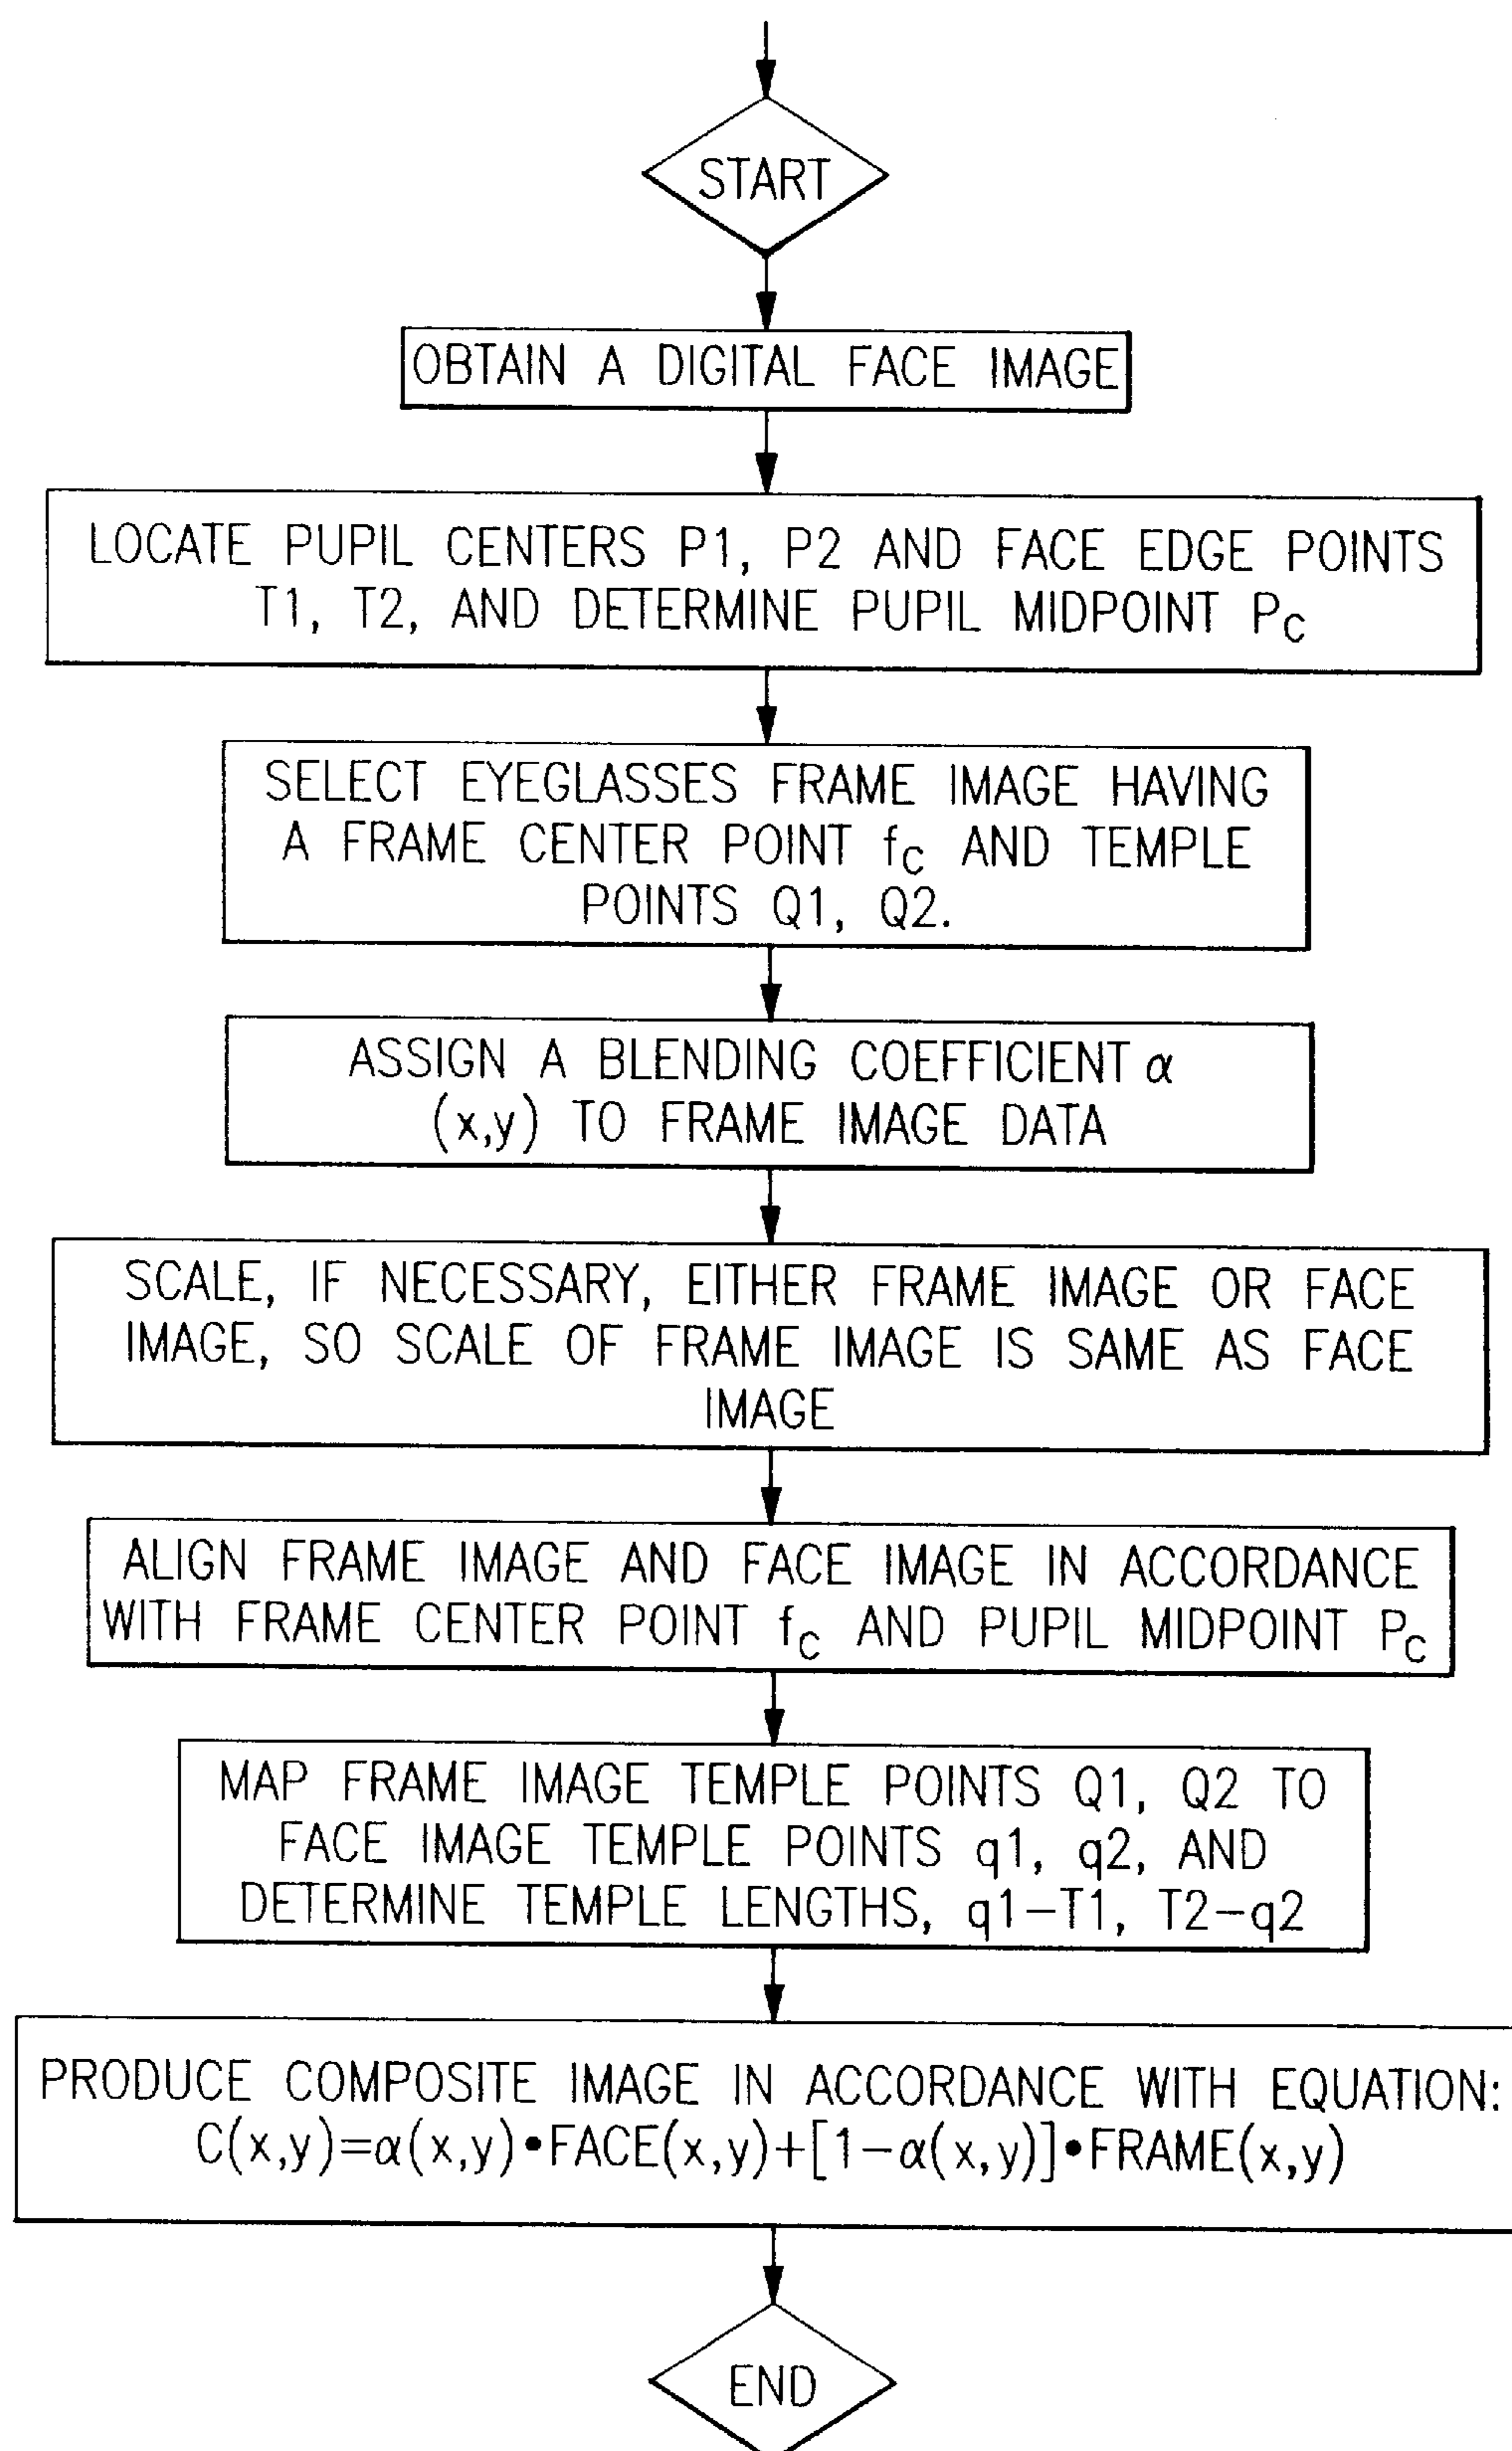 START
OBTAIN A DIGITAL FACE IMAGE
LOCATE PUPIL CENTERS P1, P2 AND FACE EDGE POINTS
T1, T2, AND DETERMINE PUPIL MIDPOINT Pc
SELECT EYEGLASSES FRAME IMAGE HAVING
A FRAME CENTER POINT fc AND TEMPLE
POINTS Q1, Q2.
ASSIGN A BLENDING COEFFICIENT α
(x,y) TO FRAME IMAGE DATA
SCALE, IF NECESSARY, EITHER FRAME IMAGE OR FACE
IMAGE, SO SCALE OF FRAME IMAGE IS SAME AS FACE
IMAGE
ALIGN FRAME IMAGE AND FACE IMAGE IN ACCORDANCE
WITH FRAME CENTER POINT fc AND PUPIL MIDPOINT Pc
MAP FRAME IMAGE TEMPLE POINTS Q1, Q2 TO
FACE IMAGE TEMPLE POINTS q1, q2, AND
DETERMINE TEMPLE LENGTHS, q1-T1, T2-q2
PRODUCE COMPOSITE IMAGE IN ACCORDANCE WITH EQUATION:
C(x,y)=α(x,y)•FACE(x,y)+[1-α(x,y)]•FRAME(x,y)
END